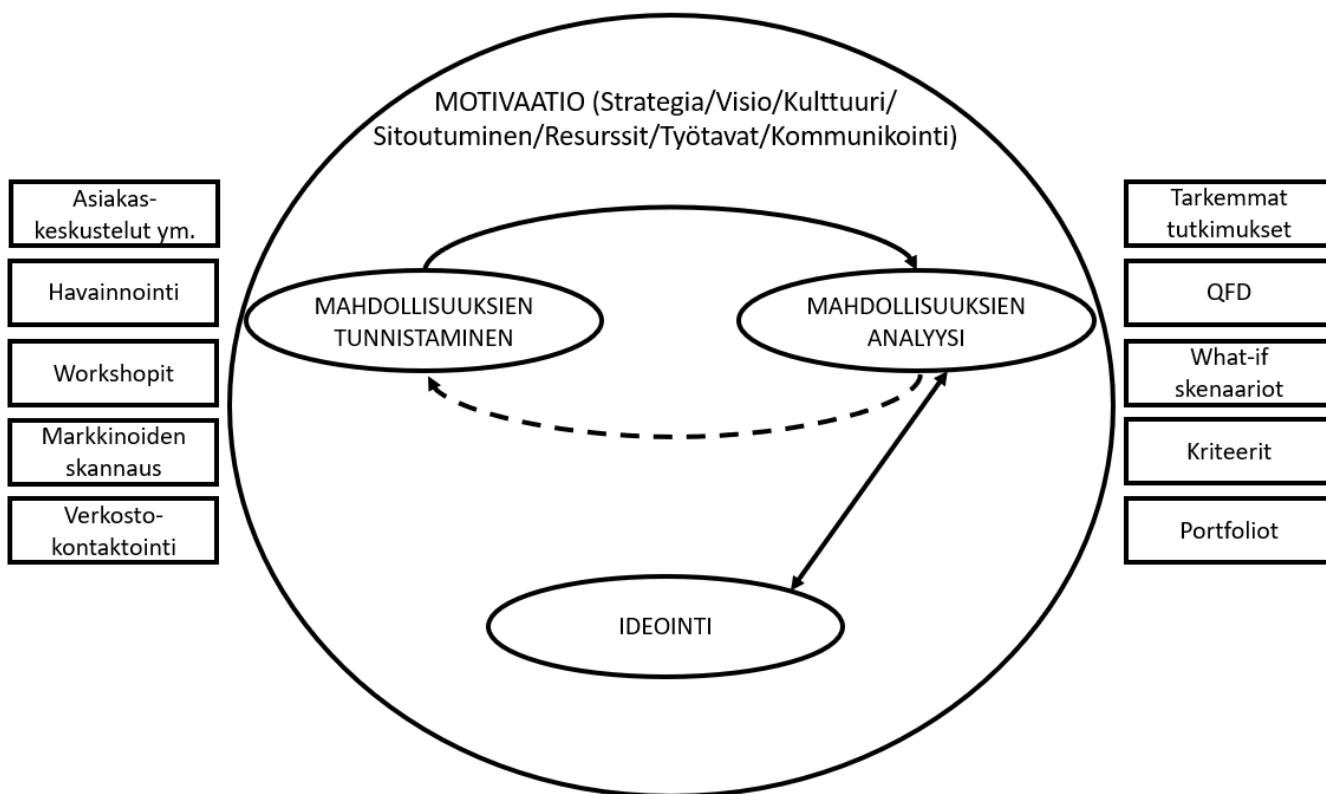 MOTIVAATIO (Strategia/Visio/Kulttuuri/
Sitoutuminen/Resurssit/Työtavat/Kommunikointi)
Asiakas-
keskustelut ym.
Havainnointi
Workshopit
Markkinoiden
skannaus
Verkosto-
kontaktointi
MAHDOLLISUUKSIEN
TUNNISTAMINEN
MAHDOLLISUUKSIEN
ANALYYSI
IDEOINTI
Tarkemmat
tutkimukset
QFD
What-if
skenaariot
Kriteerit
Portfoliot